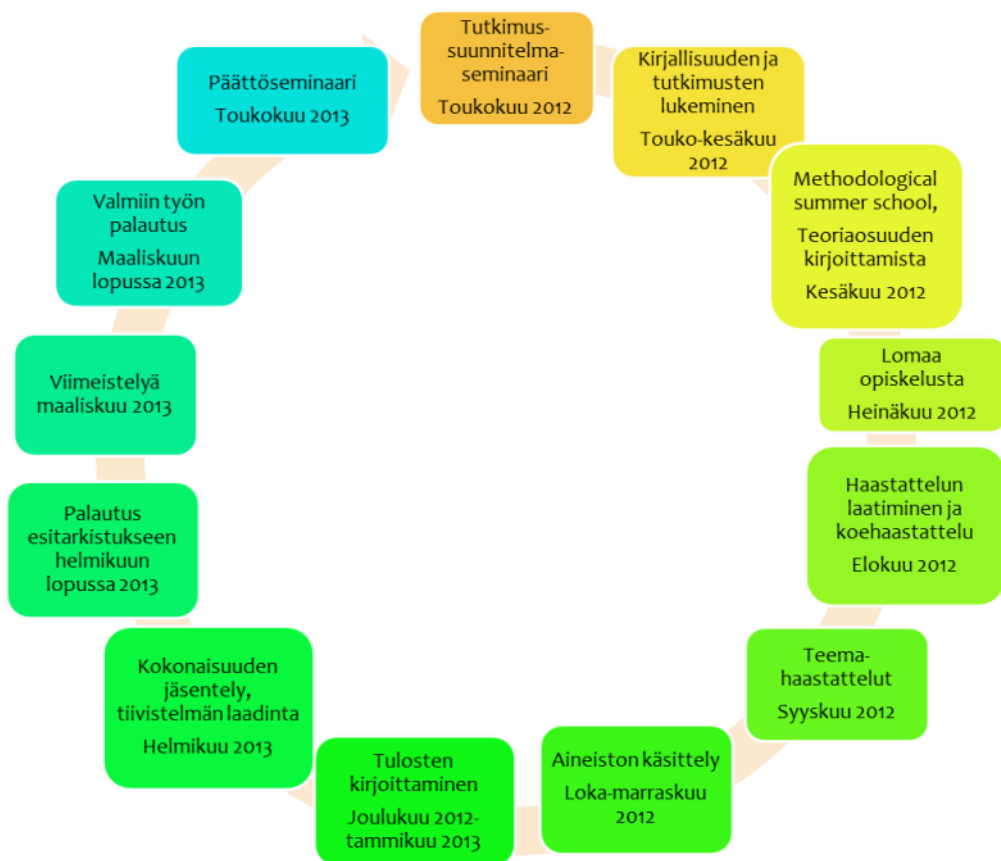 Tutkimus-
suunnitelma-
seminaari
Toukokuu 2012
Kirjallisuuden ja
tutkimusten
lukeminen
Touko-kesäkuu
2012
Methodological
summer school,
Teoriaosuuden
kirjoittamista
Kesäkuu 2012
Lomaa
opiskelusta
Heinäkuu 2012
Haastattelun
laatiminen ja
koehaastattelu
Elokuu 2012
Teema-
haastattelut
Syyskuu 2012
Aineiston käsittely
Loka-marraskuu
2012
Tulosten
kirjoittaminen
Joulukuu 2012-
tammikuu 2013
Kokonaisuuden
jäsentely,
tiivistelmän laadinta
Helmikuu 2013
Palautus
esitarkistukseen
helmikuun
lopussa 2013
Viimeistelyä
maaliskuu 2013
Valmiin työn
palautus
Maaliskuun
lopussa 2013
Päättöseminaari
Toukokuu 2013